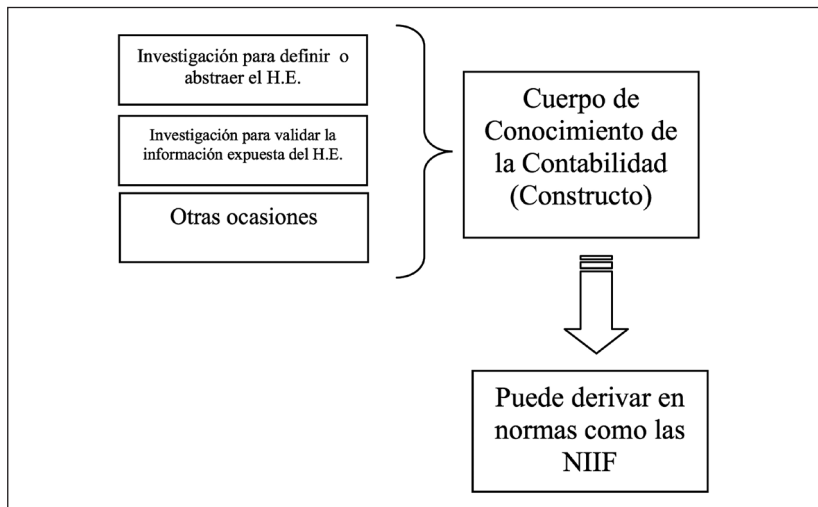 Investigación para definir o
abstraer el H.E.
Investigación para validar la
información expuesta del H.E.
Otras ocasiones
Cuerpo de
Conocimiento de
la Contabilidad
(Constructo)
Puede derivar en
normas como las
NIIF